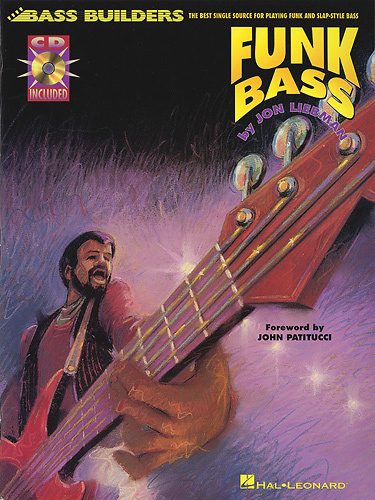 BASS BUILDERS
THE BEST SINGLE SOURCE FOR PLAYING FUNK AND SLAP-STYLE BASS
CD
INCLUDED
FUNK
BASS
by JON LIEBMAN
Foreword by
JOHN PATITUCCI
HAL•LEONARD®